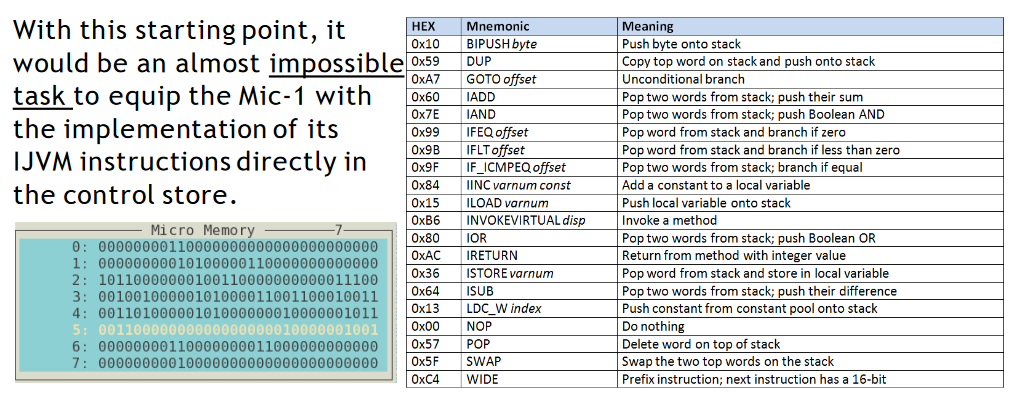 With this starting point, it
would be an almost impossible
task to equip the Mic-1 with
the implementation of its
IJVM instructions directly in
the control store.
Micro Memory 7
0: 00000000110000000000000000000000
1: 00000000101000001100000000000000
2: 10110000000100110000000000011100
3: 00100100000101000011001100010011
4: 00110100000101000000010000001011
5: 00110000000000000000010000001001
6: 00000000110000000011000000000000
7: 00000000100000000000000000000000
HEX Mnemonic Meaning
0x10 BIPUSH byte Push byte onto stack
0x59 DUP Copy top word on stack and push onto stack
0xA7 GOTO offset Unconditional branch
0x60 IADD Pop two words from stack; push their sum
0x7E IAND Pop two words from stack; push Boolean AND
0x99 IFEQ offset Pop word from stack and branch if zero
0x9B IFLT offset Pop word from stack and branch if less than zero
0x9F IF_ICMPEQ offset Pop two words from stack; branch if equal
0x84 IINC varnum const Add a constant to a local variable
0x15 ILOAD varnum Push local variable onto stack
0xB6 INVOKEVIRTUAL disp Invoke a method
0x80 IOR Pop two words from stack; push Boolean OR
0xAC IRETURN Return from method with integer value
0x36 ISTORE varnum Pop word from stack and store in local variable
0x64 ISUB Pop two words from stack; push their difference
0x13 LDC_W index Push constant from constant pool onto stack
0x00 NOP Do nothing
0x57 POP Delete word on top of stack
0x5F SWAP Swap the two top words on the stack
0xC4 WIDE Prefix instruction; next instruction has a 16-bit